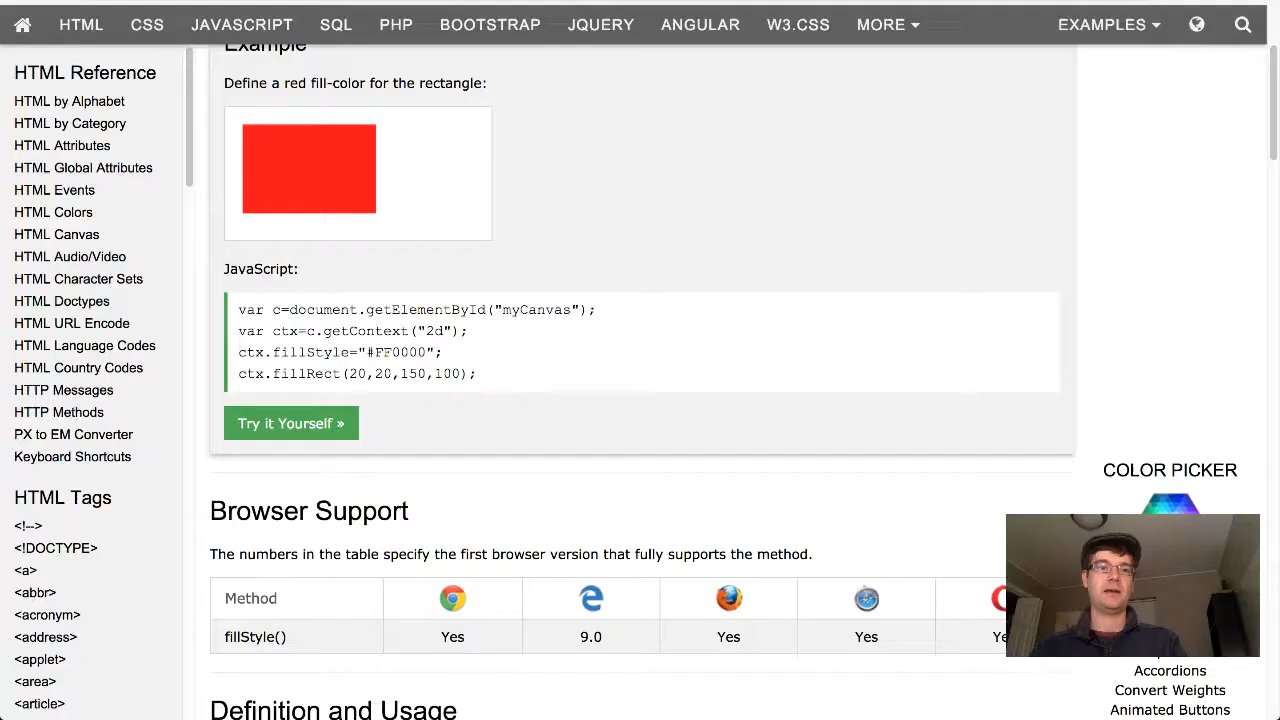 HTML CSS JAVASCRIPT SQL PHP BOOTSTRAP JQUERY ANGULAR W3.CSS MORE EXAMPLES
HTML Reference
HTML by Alphabet
HTML by Category
HTML Attributes
HTML Global Attributes
HTML Events
HTML Colors
HTML Canvas
HTML Audio/Video
HTML Character Sets
HTML Doctypes
HTML URL Encode
HTML Language Codes
HTML Country Codes
HTTP Messages
HTTP Methods
PX to EM Converter
Keyboard Shortcuts
HTML Tags
<!-->
<!DOCTYPE>
<a>
<abbr>
<acronym>
<address>
<applet>
<area>
<article>
Example
Define a red fill-color for the rectangle:
JavaScript:
var c=document.getElementById("myCanvas");
var ctx=c.getContext("2d");
ctx.fillStyle="#FF0000";
ctx.fillRect(20,20,150,100);
Try it Yourself »
Browser Support
The numbers in the table specify the first browser version that fully supports the method.
Method
fillStyle() Yes 9.0 Yes Yes
Definition and Usage
COLOR PICKER
Accordions
Convert Weights
Animated Buttons